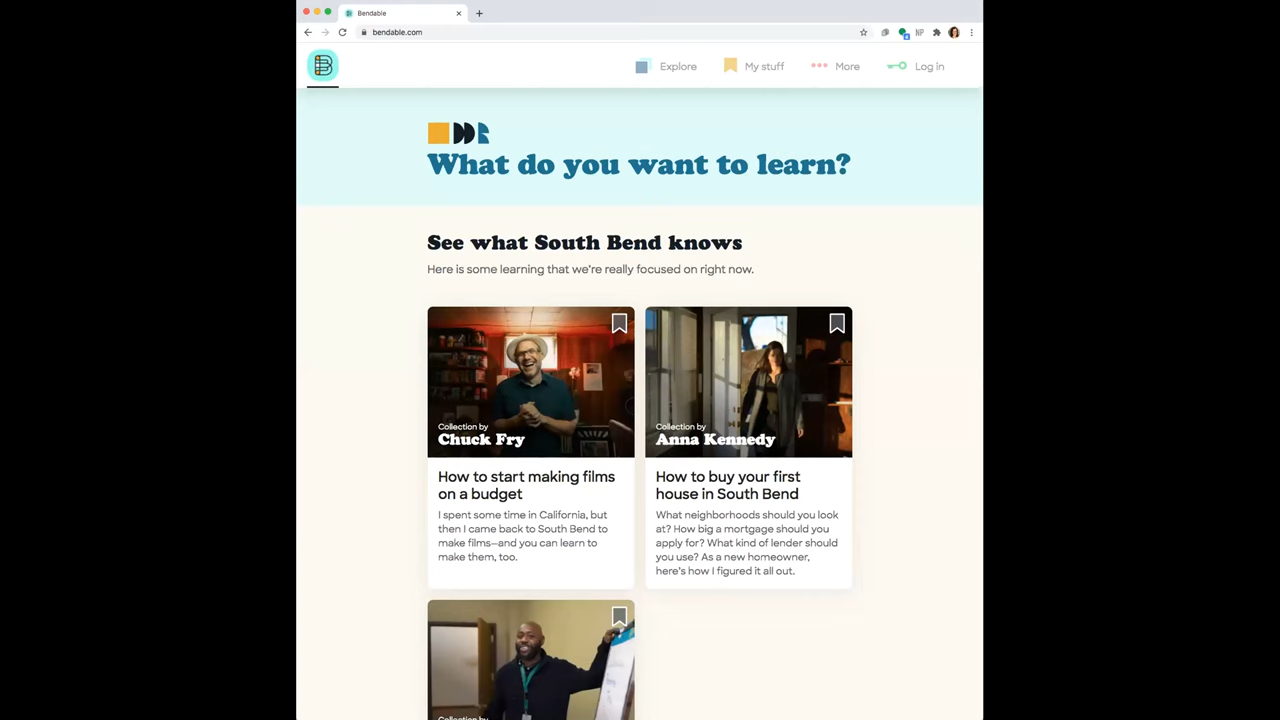 Bendable
bendable.com
NP
Explore
My stuff
More
Log in
What do you want to learn?
See what South Bend knows
Here is some learning that we're really focused on right now.
Collection by
Chuck Fry
How to start making films
on a budget
I spent some time in California, but
then I came back to South Bend to
make films—and you can learn to
make them, too.
Collection by
Anna Kennedy
How to buy your first
house in South Bend
What neighborhoods should you look
at? How big a mortgage should you
apply for? What kind of lender should
you use? As a new homeowner,
here's how I figured it all out.
Collection by